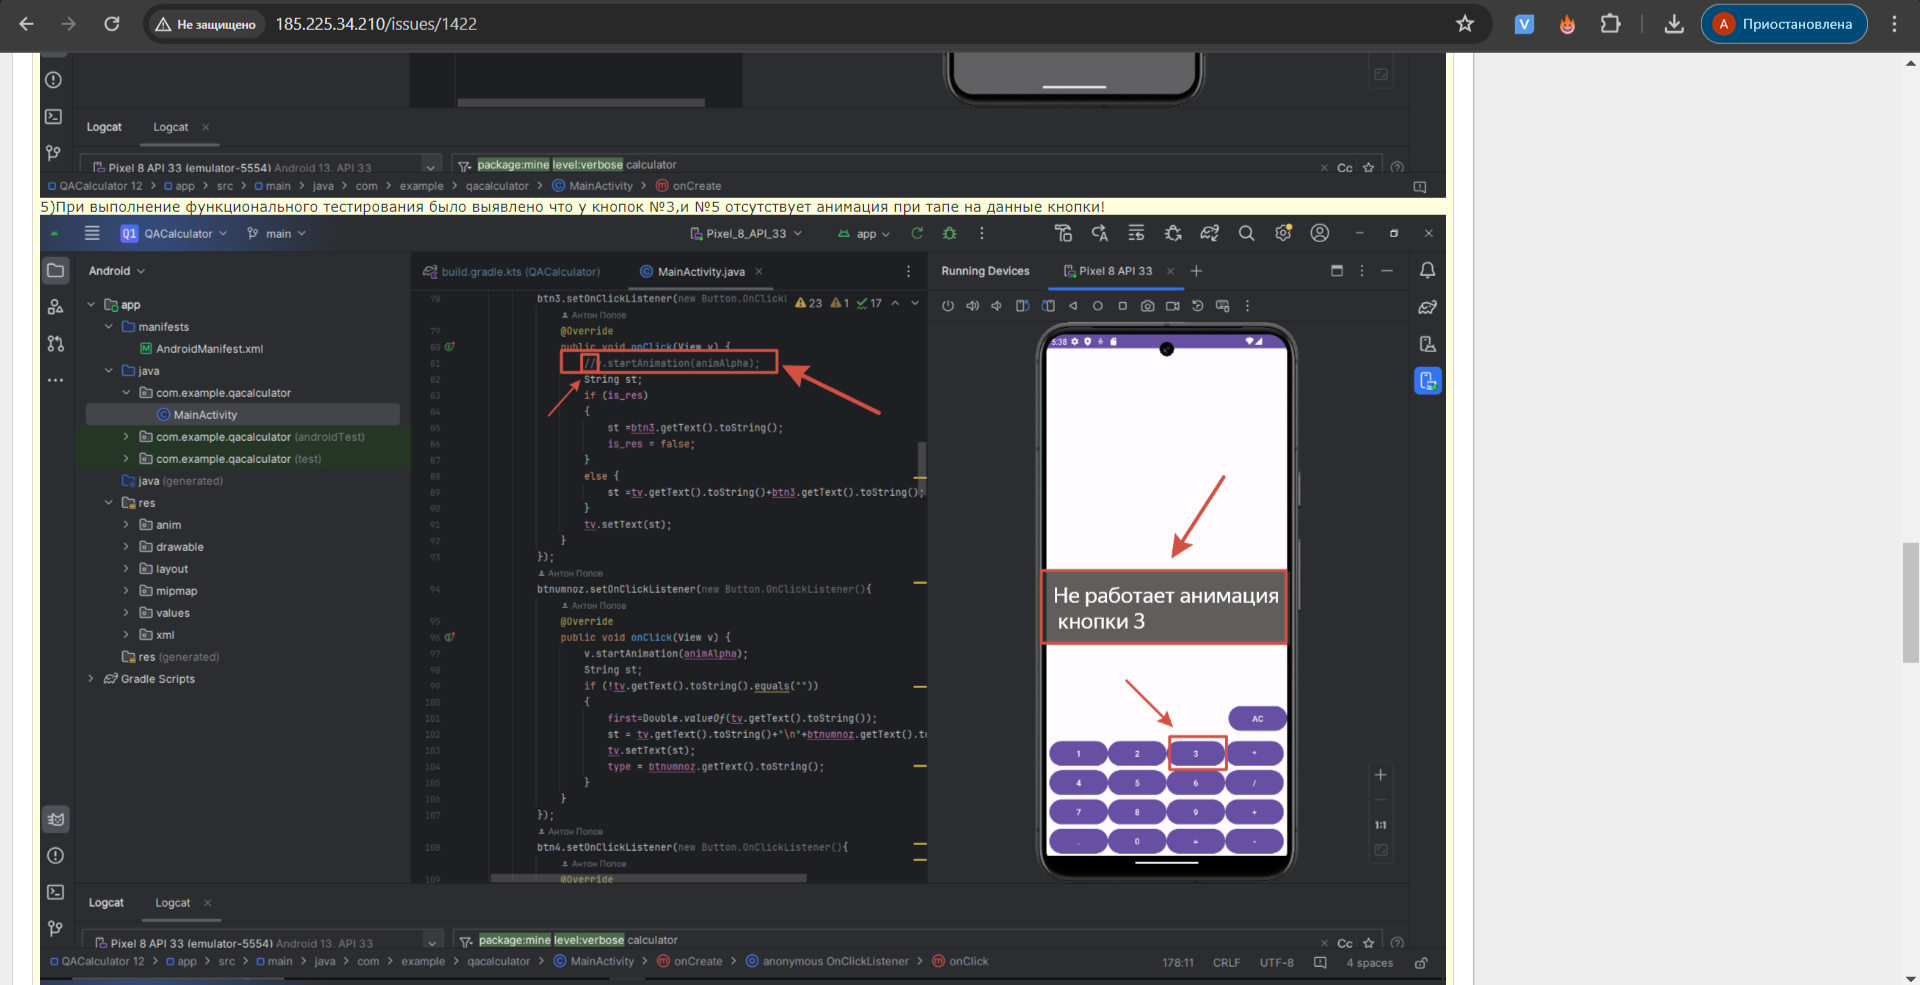 Не защищено
185.225.34.210/issues/1422
Приостановлена
Logcat Logcat
Pixel 8 API 33 (emulator-5554) Android 13, API 33
package:mine level:verbose calculator
Cc
QACalculator 12 > app > src > main > java > com > example > qacalculator > MainActivity > onCreate
5)При выполнение функционального тестирования было выявлено что у кнопок №3,и №5 отсутствует анимация при тапе на данные кнопки!
Q1 QACalculator main
Pixel_8_API_33 app
Android
build.gradle.kts (QACalculator) MainActivity.java
Running Devices Pixel 8 API 33
app
manifests
AndroidManifest.xml
java
com.example.qacalculator
MainActivity
com.example.qacalculator (androidTest)
com.example.qacalculator (test)
java (generated)
res
anim
drawable
layout
mipmap
values
xml
res (generated)
Gradle Scripts
23 1 17
78 btn3.setOnClickListener(new Button.OnClickL
Антон Попов
79 @Override
80 public void onClick(View v) {
81 //v.startAnimation(animAlpha);
82 String st;
83 if (is_res)
84 {
85 st =btn3.getText().toString();
86 is_res = false;
87 }
88 else {
89 st =tv.getText().toString()+btn3.getText().toString();
90 }
91 tv.setText(st);
92 }
93 });
Антон Попов
94 btnumnoz.setOnClickListener(new Button.OnClickListener(){
Антон Попов
95 @Override
96 public void onClick(View v) {
97 v.startAnimation(animAlpha);
98 String st;
99 if (!tv.getText().toString().equals(""))
100 {
101 first=Double.valueOf(tv.getText().toString());
102 st = tv.getText().toString()+"\n"+btnumnoz.getText().to
103 tv.setText(st);
104 type = btnumnoz.getText().toString();
105 }
106 }
107 });
Антон Попов
108 btn4.setOnClickListener(new Button.OnClickListener(){
Антон Попов
109 @Override
5:38
Не работает анимация
кнопки 3
AC
1 2 3 *
4 5 6 /
7 8 9 +
. 0 = -
1:1
Logcat Logcat
Pixel 8 API 33 (emulator-5554) Android 13, API 33
package:mine level:verbose calculator
Cc
QACalculator 12 > app > src > main > java > com > example > qacalculator > MainActivity > onCreate > anonymous OnClickListener > onClick
178:11 CRLF UTF-8 4 spaces